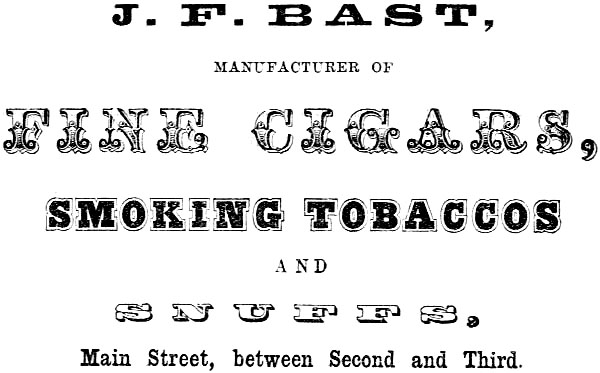 J. F. BAST,
MANUFACTURER OF
FINE CIGARS,
SMOKING TOBACCOS
AND
SNUFFS,
Main Street, between Second and Third.